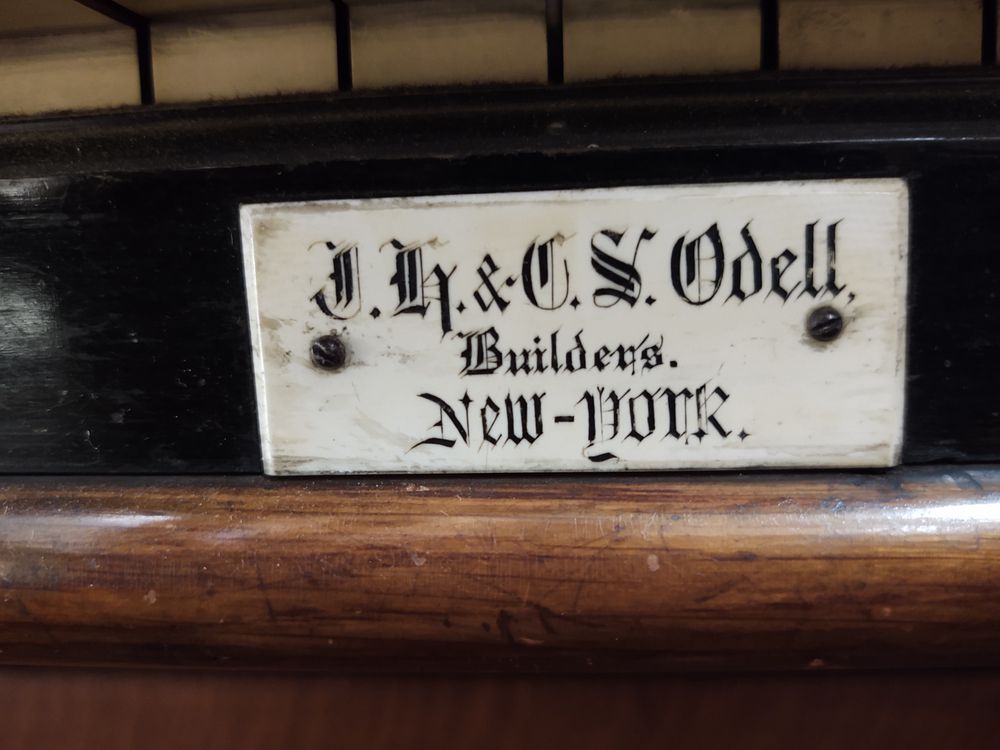 J. H. & C. S. Odell,
Builders.
New-York.